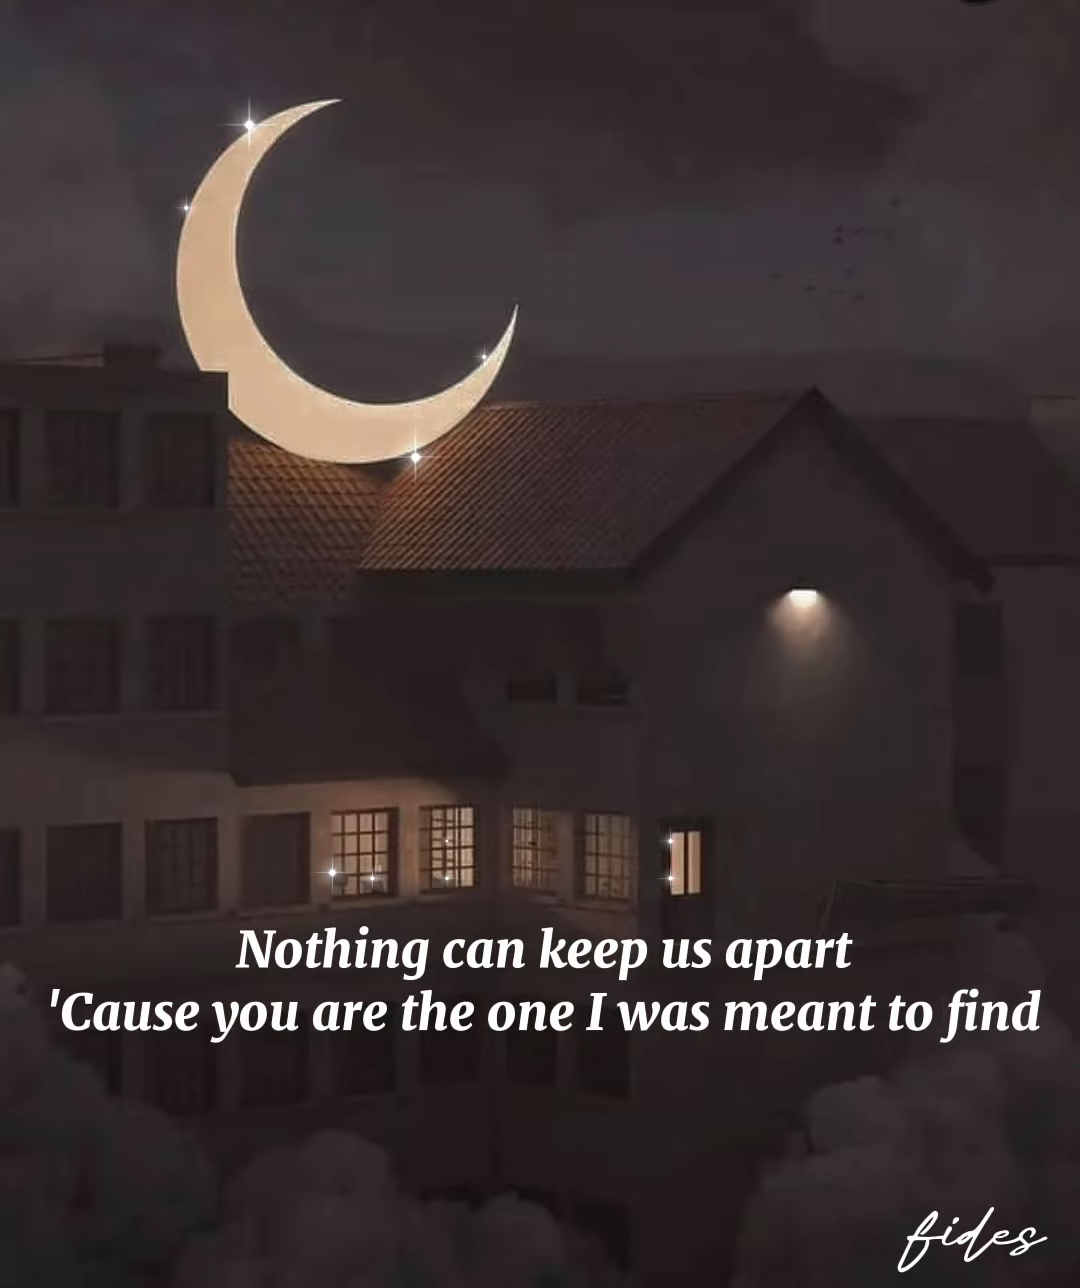 Nothing can keep us apart
'Cause you are the one I was meant to find
fides